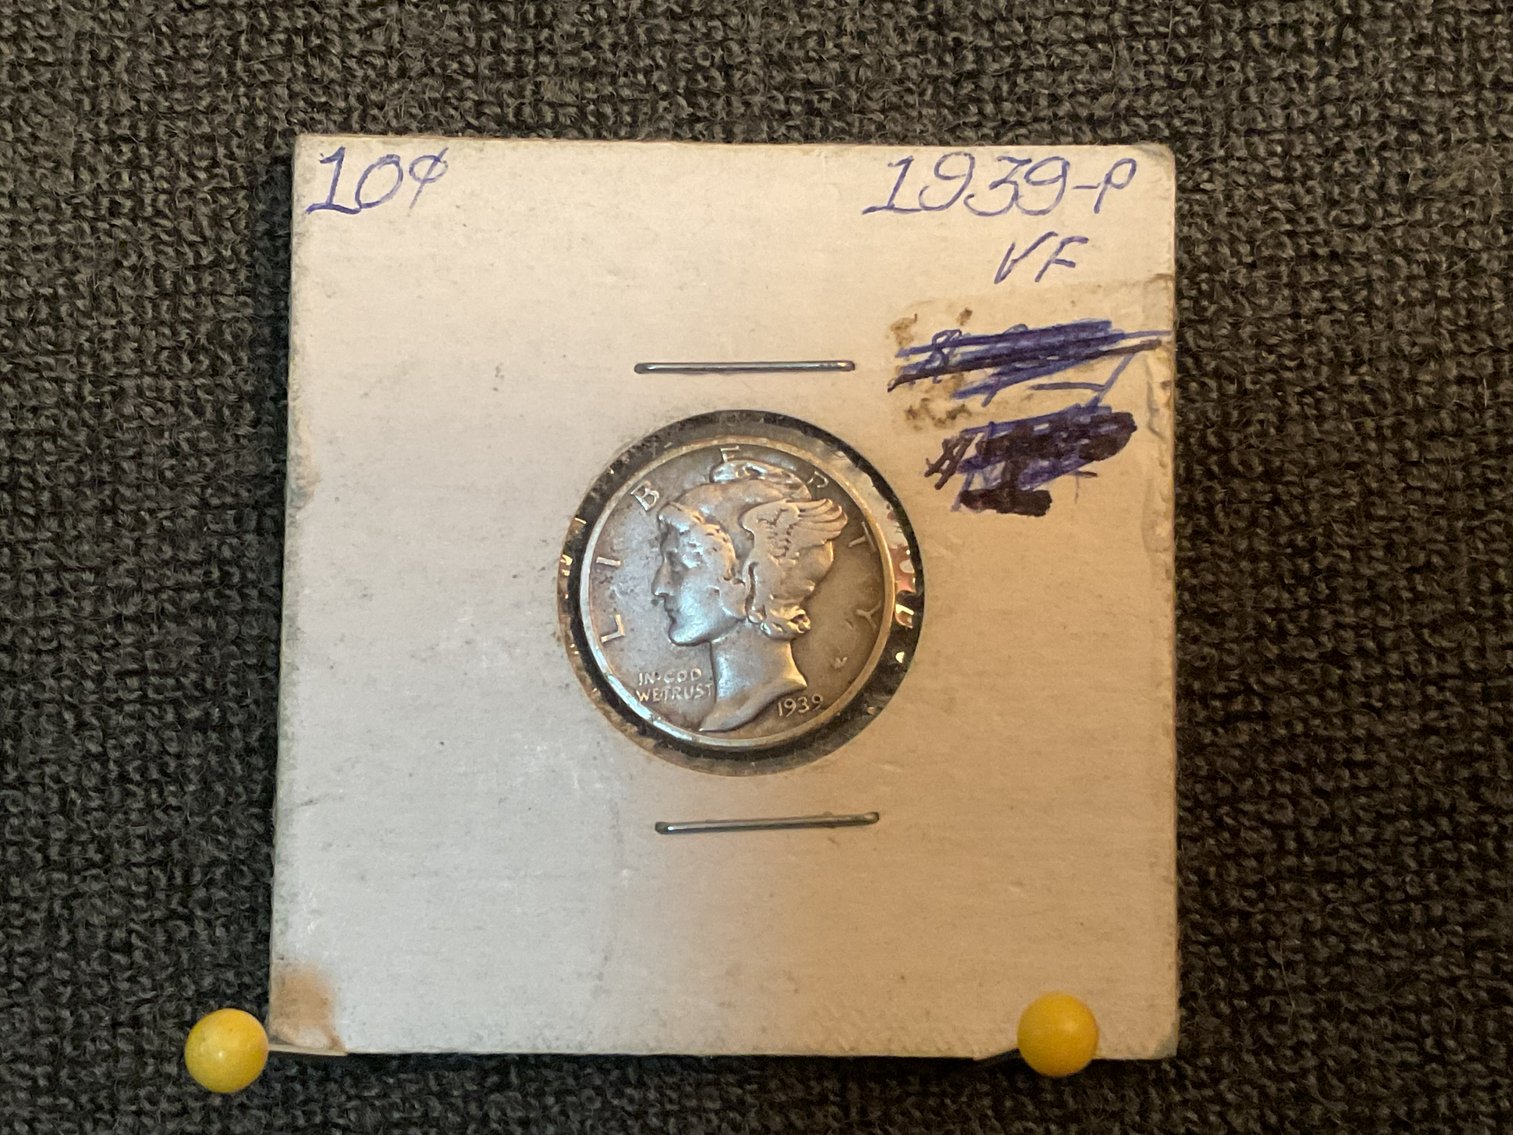 10¢
1939-P
VF
LIBERTY
IN·GOD
WE TRUST
1939